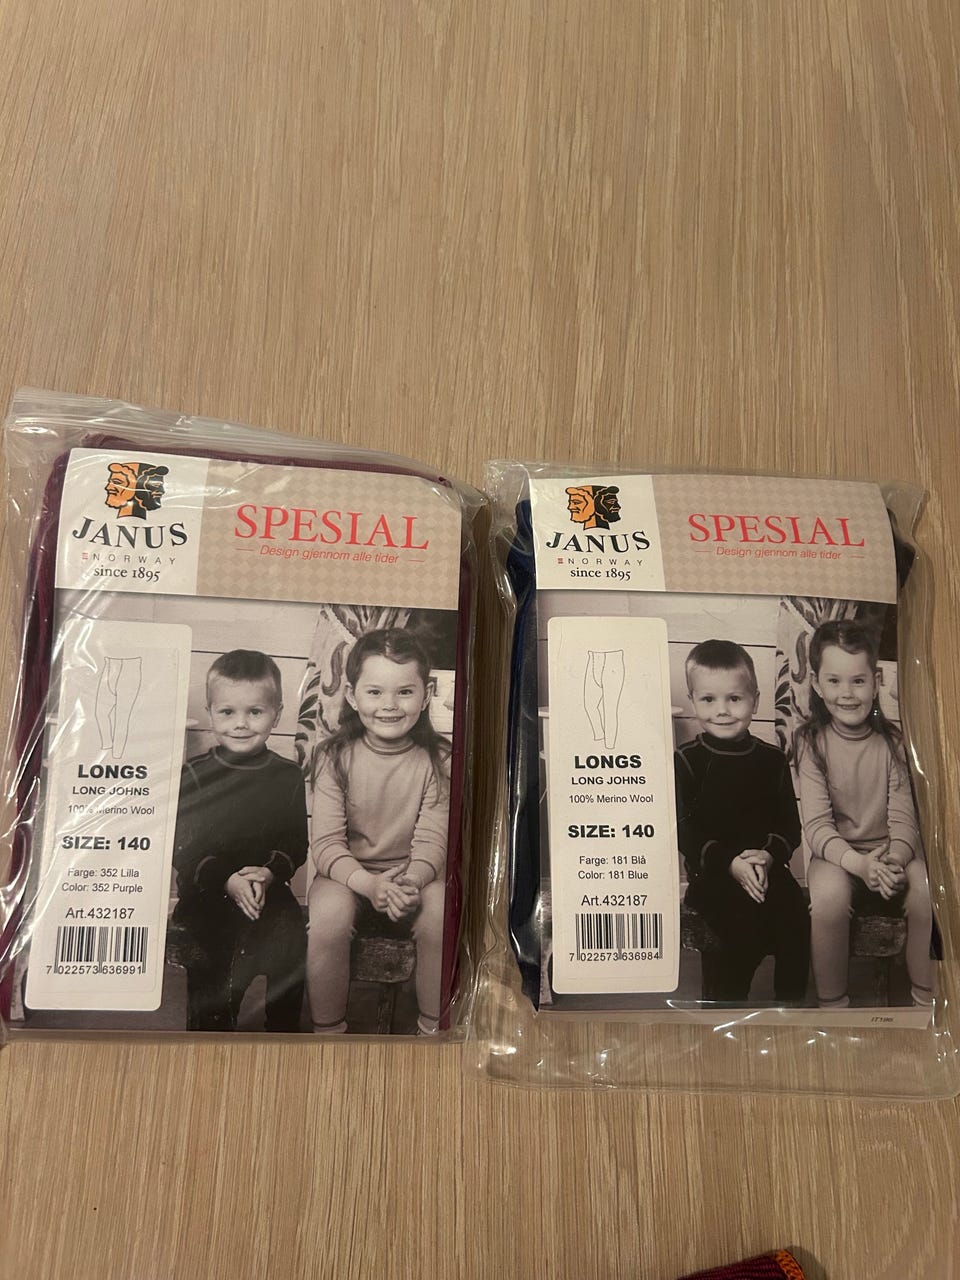 JANUS
NORWAY
since 1895
SPESIAL
Design gjennom alle tider
LONGS
LONG JOHNS
100% Merino Wool
SIZE: 140
Farge: 352 Lilla
Color: 352 Purple
Art.432187
7 022573 636991
JANUS
NORWAY
since 1895
SPESIAL
Design gjennom alle tider
LONGS
LONG JOHNS
100% Merino Wool
SIZE: 140
Farge: 181 Blå
Color: 181 Blue
Art.432187
7 022573 636984